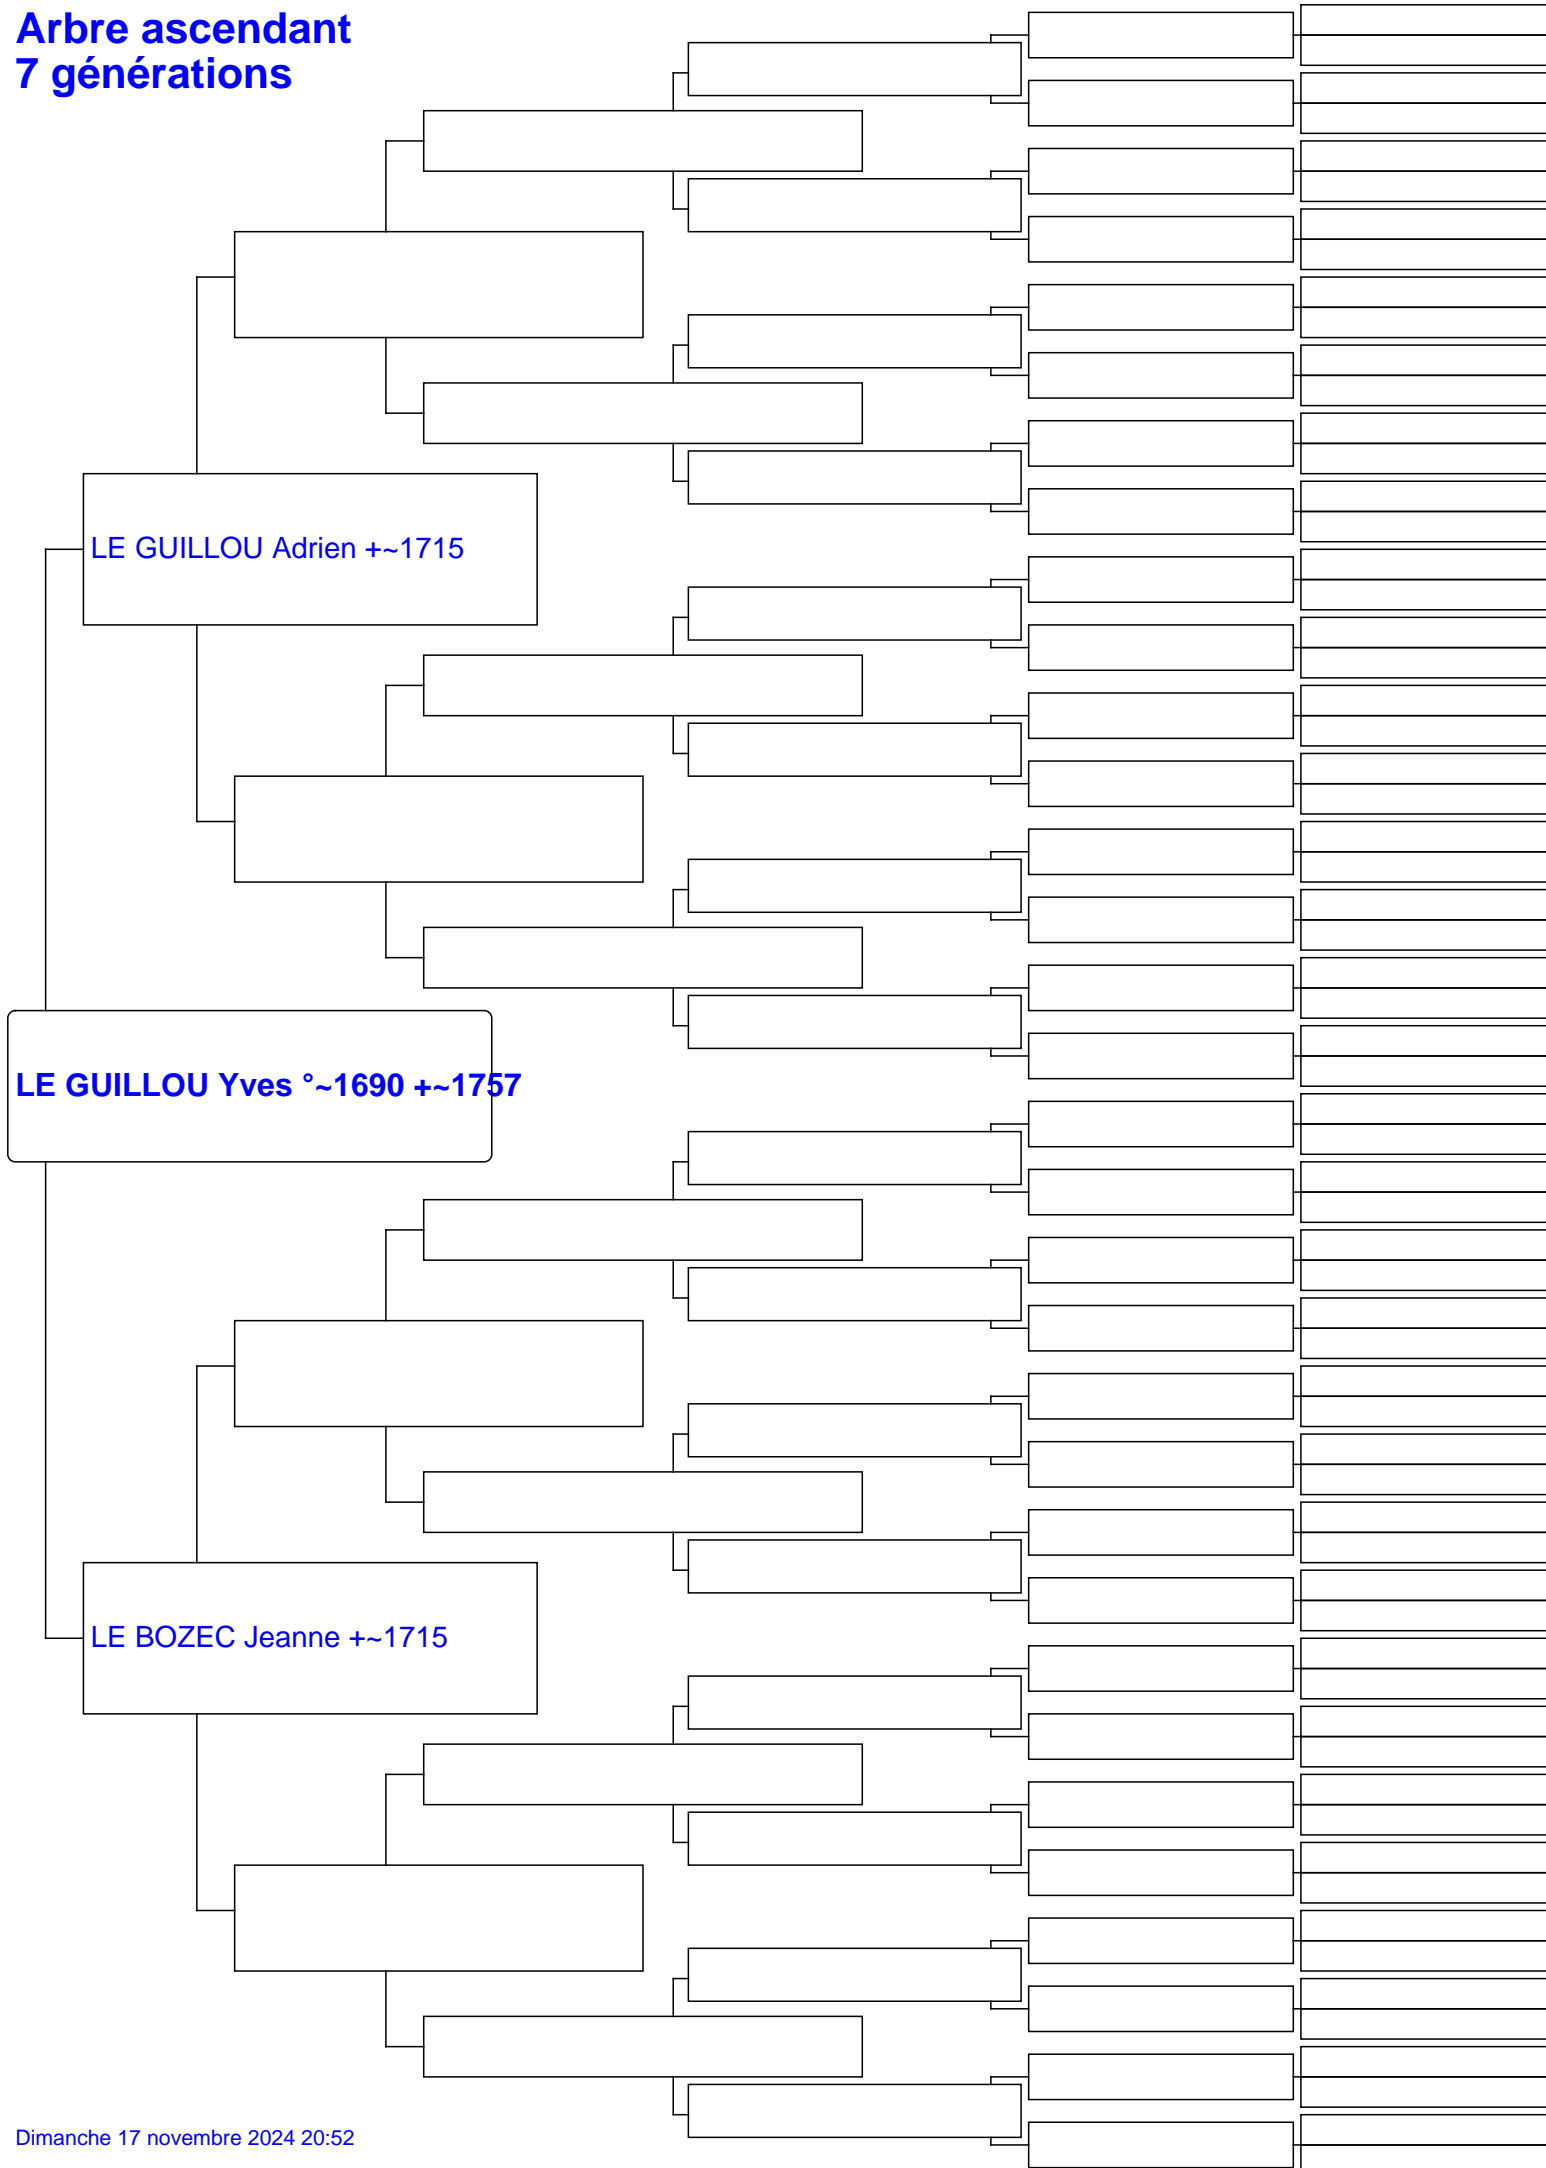 Arbre ascendant
7 générations
LE GUILLOU Adrien +~1715
LE GUILLOU Yves °~1690 +~1757
LE BOZEC Jeanne +~1715
Dimanche 17 novembre 2024 20:52